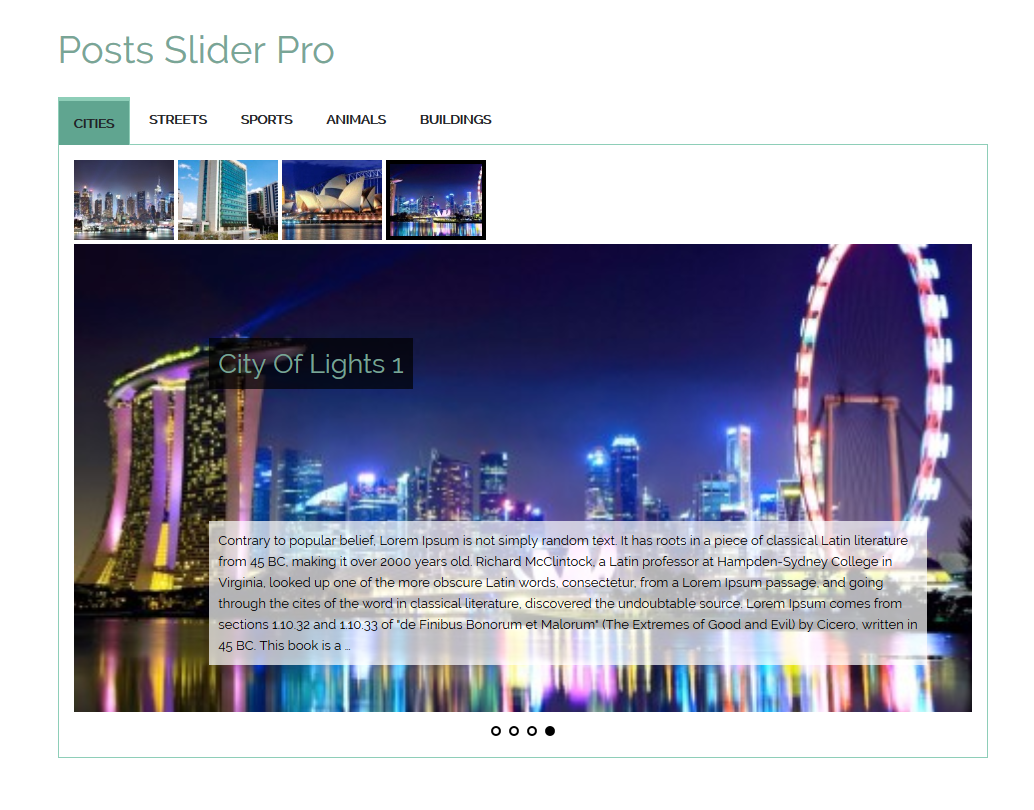 Posts Slider Pro
CITIES STREETS SPORTS ANIMALS BUILDINGS
City Of Lights 1
Contrary to popular belief, Lorem Ipsum is not simply random text. It has roots in a piece of classical Latin literature
from 45 BC, making it over 2000 years old. Richard McClintock, a Latin professor at Hampden-Sydney College in
Virginia, looked up one of the more obscure Latin words, consectetur, from a Lorem Ipsum passage, and going
through the cites of the word in classical literature, discovered the undoubtable source. Lorem Ipsum comes from
sections 1.10.32 and 1.10.33 of "de Finibus Bonorum et Malorum" (The Extremes of Good and Evil) by Cicero, written in
45 BC. This book is a ...